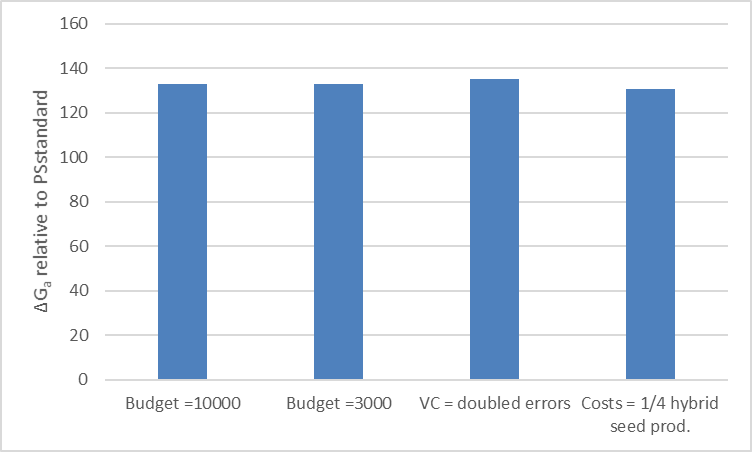 160
140
120
100
80
60
40
20
0
ΔGₐ relative to PSstandard
Budget =10000
Budget =3000
VC = doubled errors
Costs = 1/4 hybrid
seed prod.